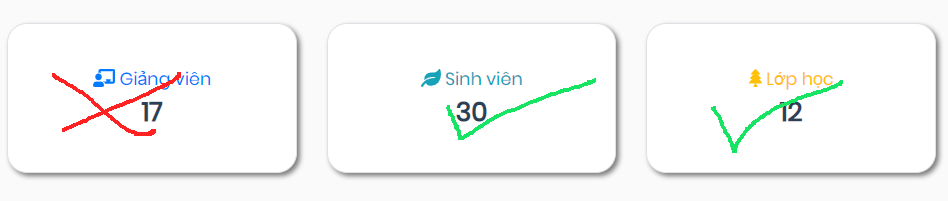 Giảng viên
17
Sinh viên
30
Lớp học
12